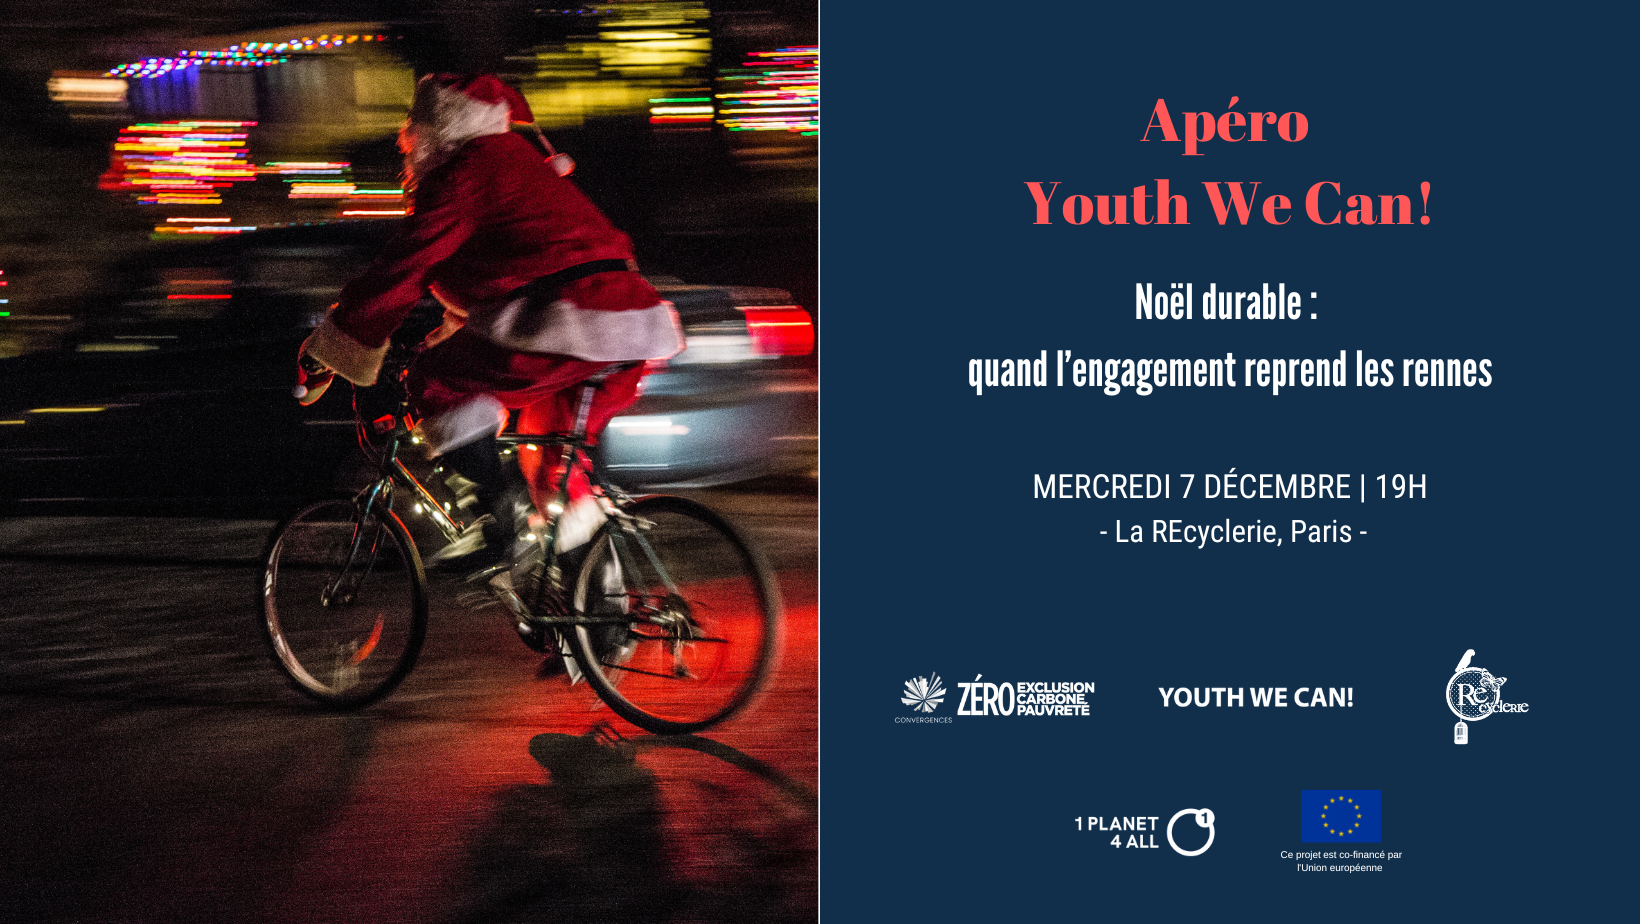 Apéro
Youth We Can!
Noël durable :
quand l'engagement reprend les rennes
MERCREDI 7 DÉCEMBRE | 19H
- La REcyclerie, Paris -
CONVERGENCES
ZÉRO EXCLUSION
CARBONE
PAUVRETÉ
YOUTH WE CAN!
REcyclerie
1 PLANET
4 ALL
1
Ce projet est co-financé par
l'Union européenne